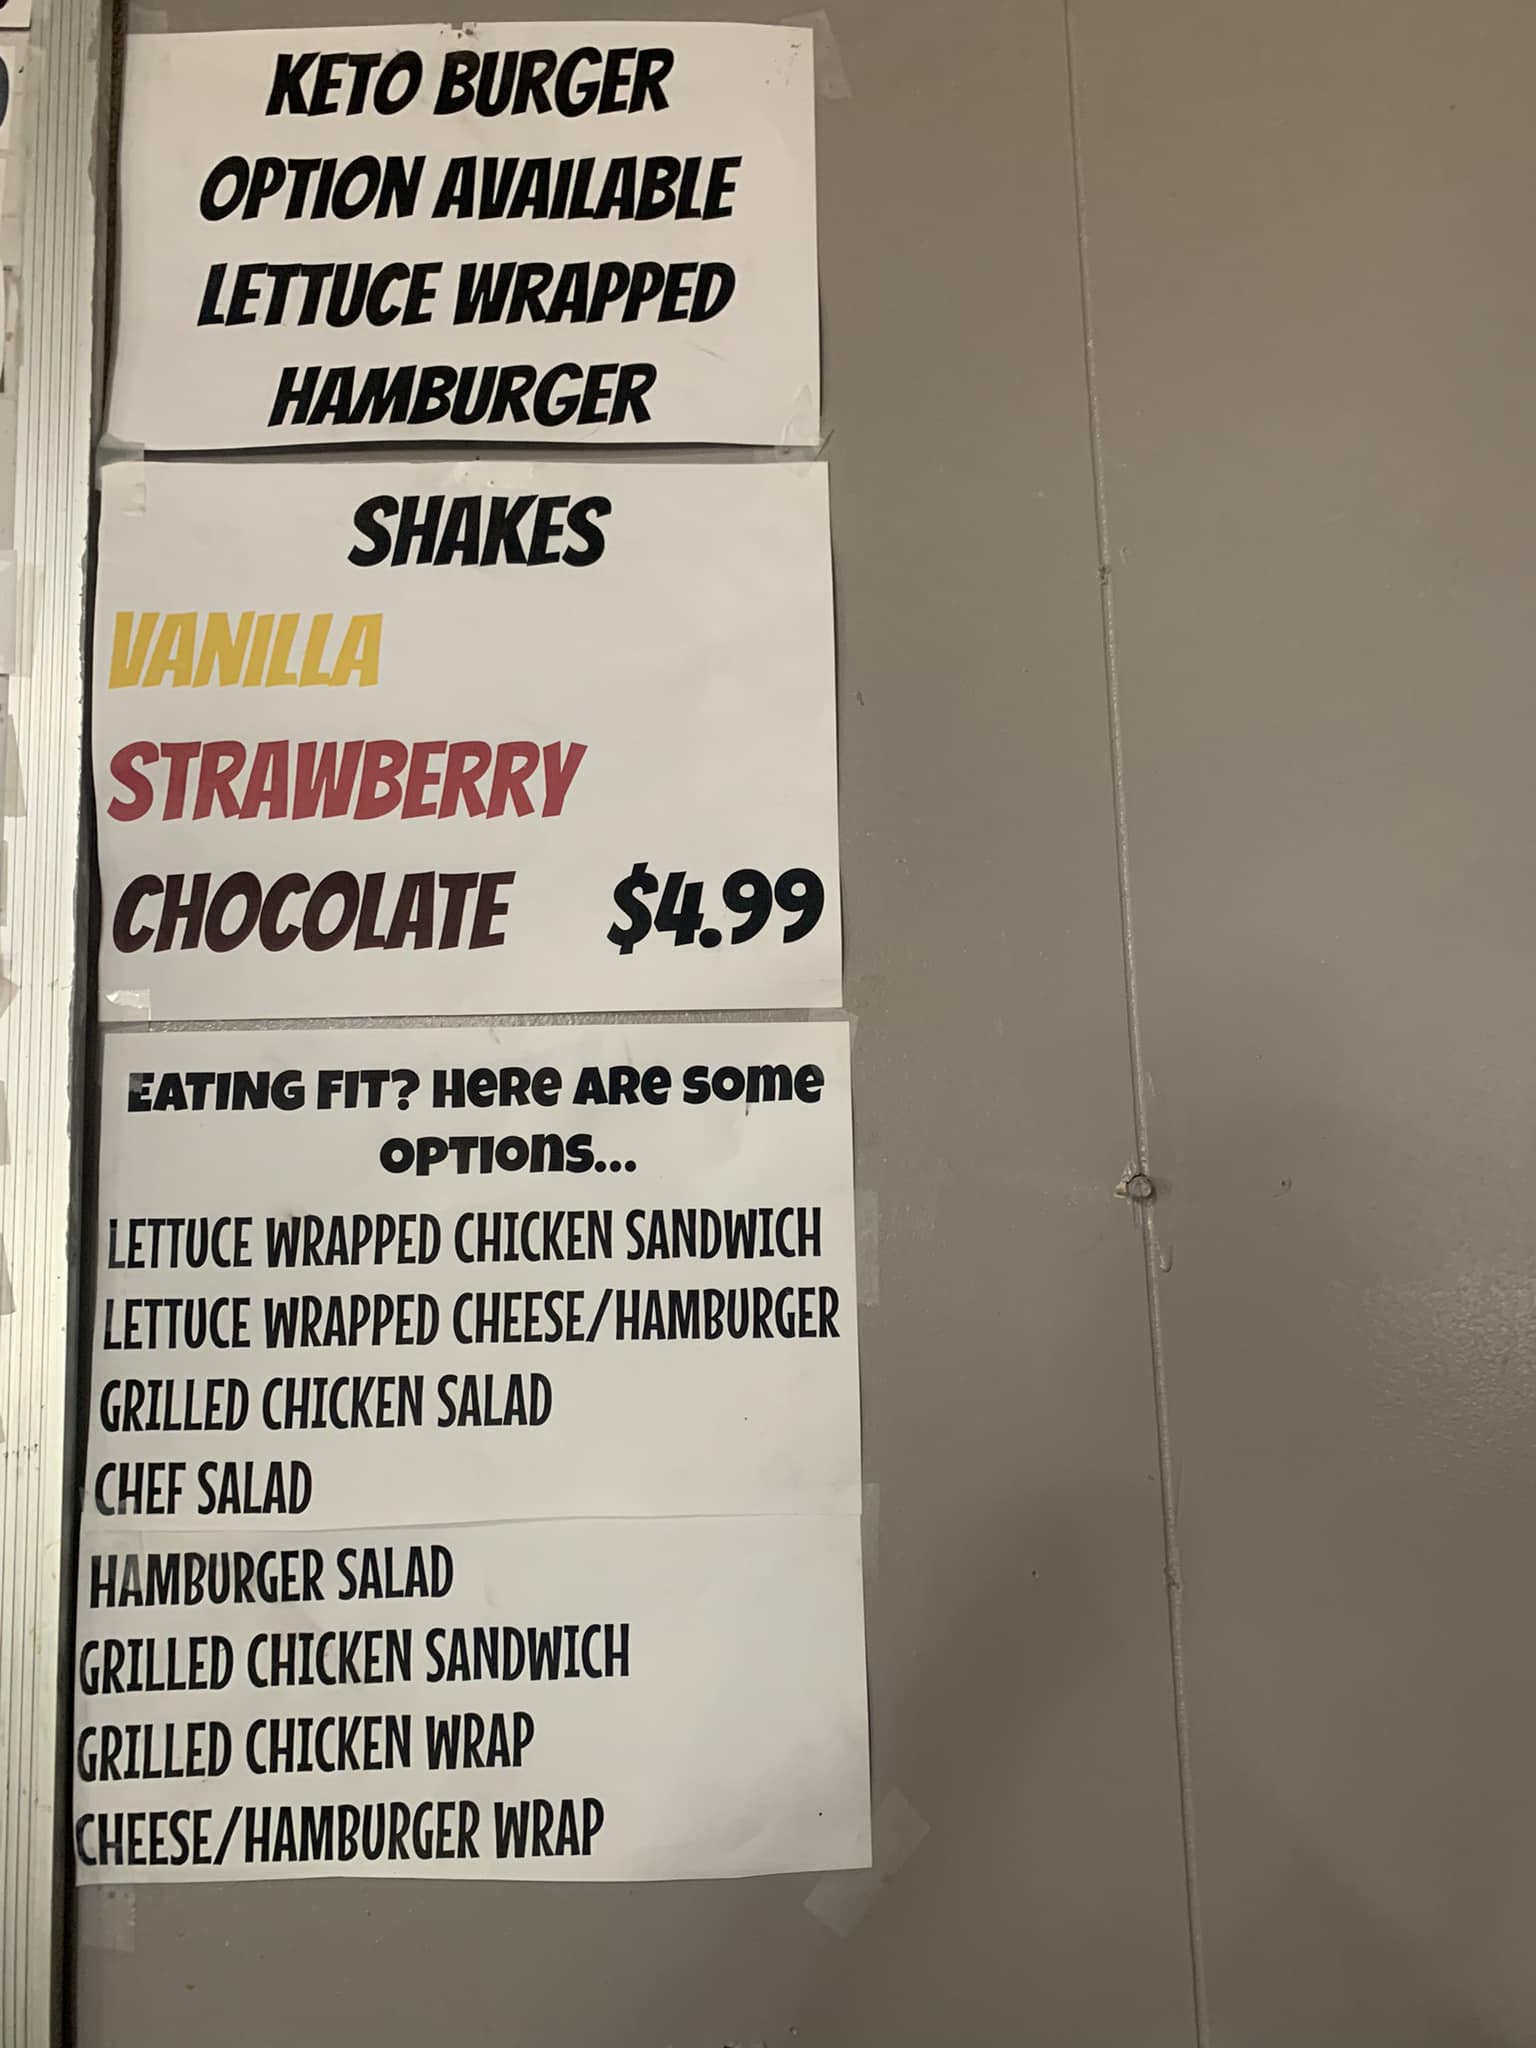 KETO BURGER
OPTION AVAILABLE
LETTUCE WRAPPED
HAMBURGER
SHAKES
VANILLA
STRAWBERRY
CHOCOLATE $4.99
EATING FIT? HERE ARE SOME
OPTIONS...
LETTUCE WRAPPED CHICKEN SANDWICH
LETTUCE WRAPPED CHEESE/HAMBURGER
GRILLED CHICKEN SALAD
CHEF SALAD
HAMBURGER SALAD
GRILLED CHICKEN SANDWICH
GRILLED CHICKEN WRAP
CHEESE/HAMBURGER WRAP